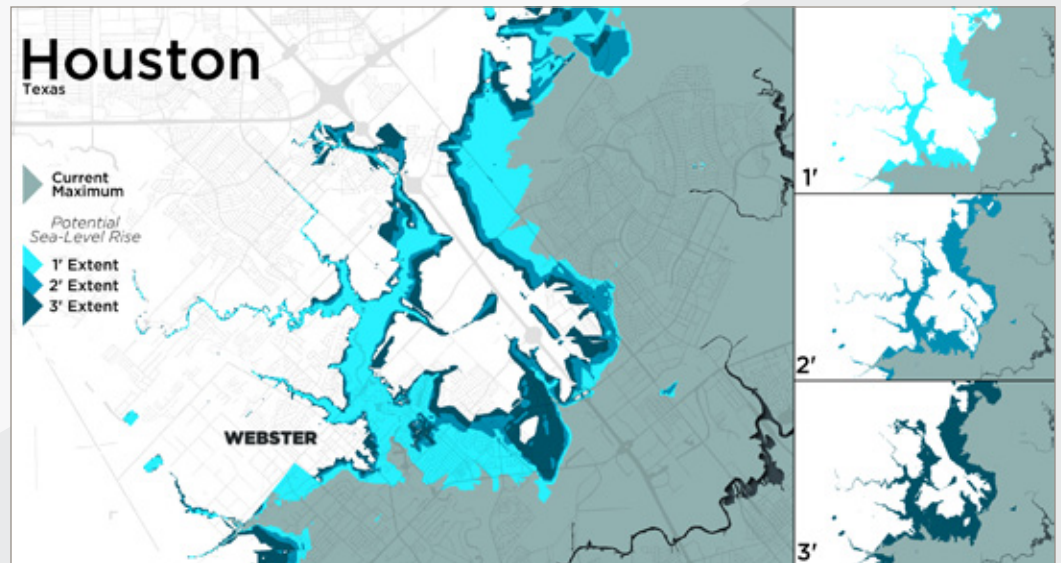 Houston
Texas
Current
Maximum
Potential
Sea-Level Rise
1' Extent
2' Extent
3' Extent
WEBSTER
1'
2'
3'